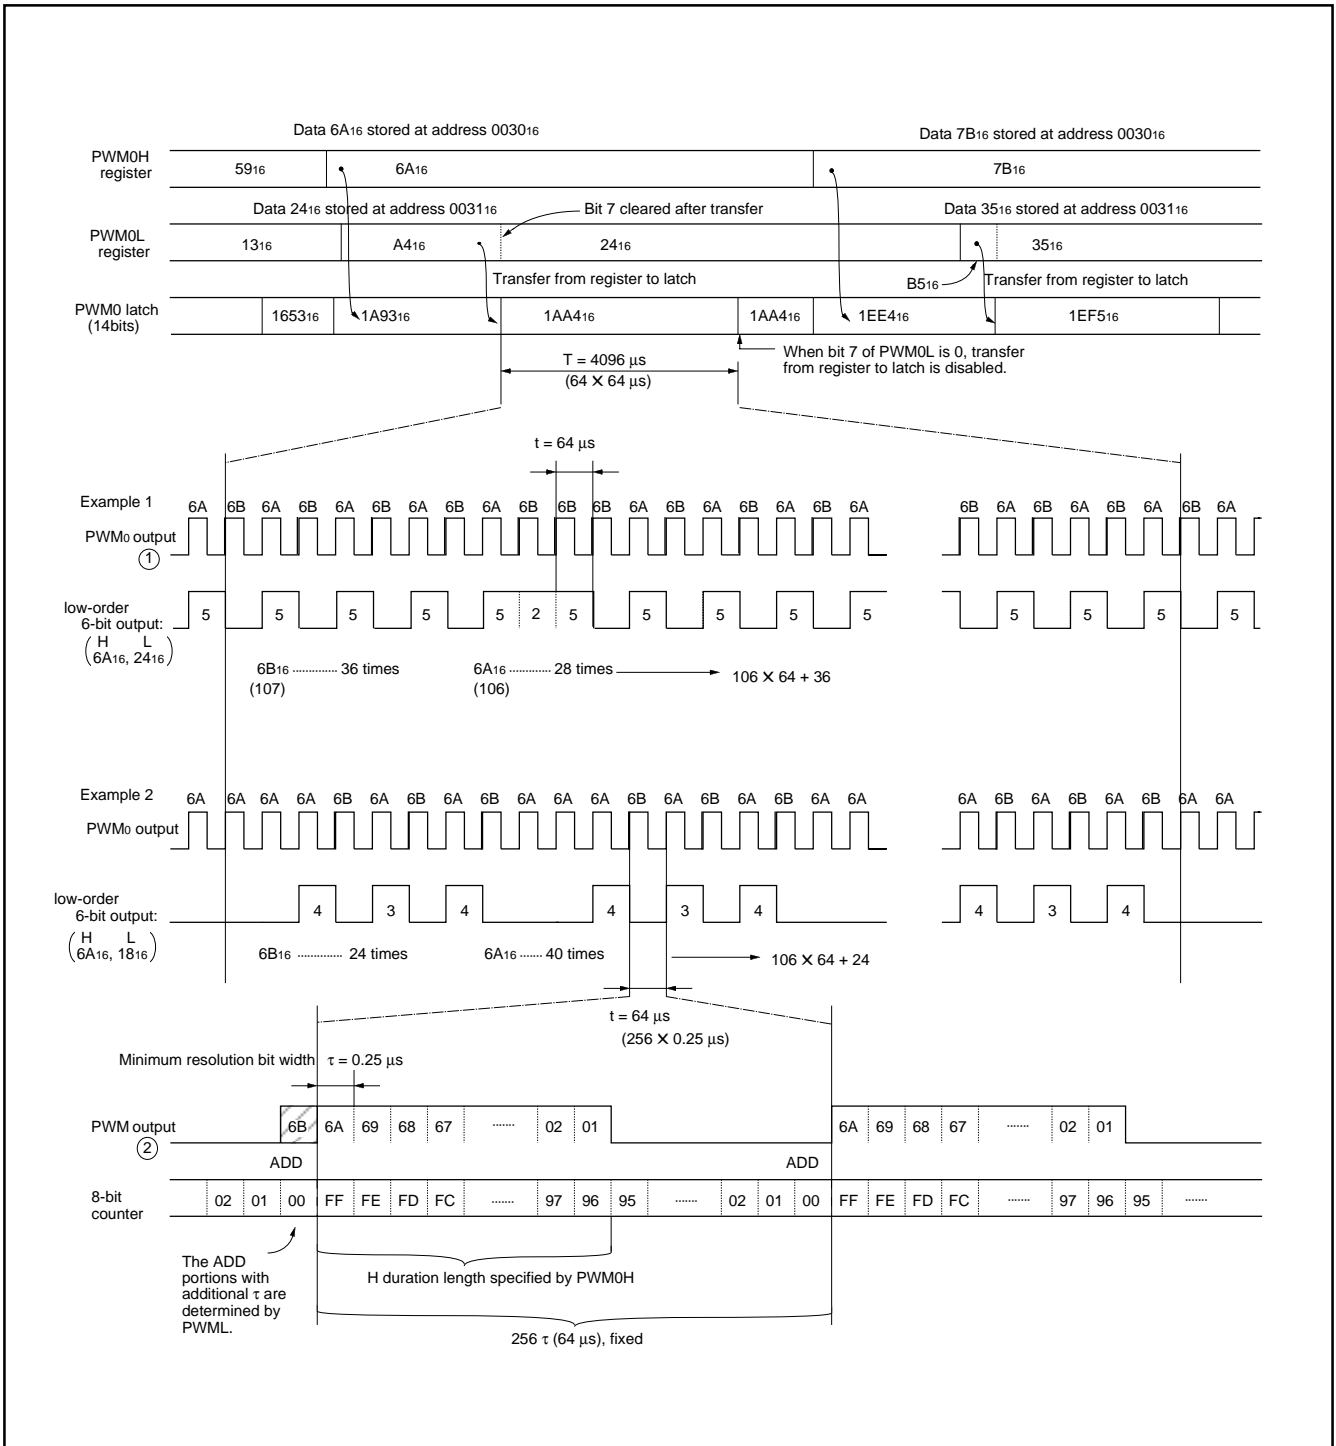 Data 6A16 stored at address 003016
Data 7B16 stored at address 003016
PWM0H
register
5916
6A16
7B16
Data 2416 stored at address 003116
Bit 7 cleared after transfer
Data 3516 stored at address 003116
PWM0L
register
1316
A416
2416
3516
Transfer from register to latch
B516
Transfer from register to latch
PWM0 latch
(14bits)
165316
1A9316
1AA416
1AA416
1EE416
1EF516
T = 4096 μs
(64 × 64 μs)
When bit 7 of PWM0L is 0, transfer
from register to latch is disabled.
t = 64 μs
Example 1
6A 6B 6A 6B 6A 6B 6A 6B 6A 6B 6B 6B 6A 6B 6A 6B 6A 6B 6A 6B 6A 6B 6A 6B 6A 6B 6A
PWM0 output
1
low-order
6-bit output:
H L
(6A16, 2416)
5 5 5 5 5 2 5 5 5 5 5 5 5 5 5
6B16 ............. 36 times
(107)
6A16 ............ 28 times
(106)
106 × 64 + 36
Example 2
6A 6A 6A 6A 6B 6A 6B 6A 6B 6A 6A 6A 6B 6A 6B 6A 6B 6A 6A 6A 6B 6A 6B 6A 6B 6A 6A
PWM0 output
low-order
6-bit output:
H L
(6A16, 1816)
4 3 4 4 3 4 4 3 4
6B16 ............. 24 times
6A16 ....... 40 times
106 × 64 + 24
t = 64 μs
(256 × 0.25 μs)
Minimum resolution bit width τ = 0.25 μs
PWM output
2
6B 6A 69 68 67 ....... 02 01
6A 69 68 67 ....... 02 01
ADD
ADD
8-bit
counter
02 01 00 FF FE FD FC ....... 97 96 95 ....... 02 01 00 FF FE FD FC ....... 97 96 95 .......
The ADD
portions with
additional τ are
determined by
PWML.
H duration length specified by PWM0H
256 τ (64 μs), fixed